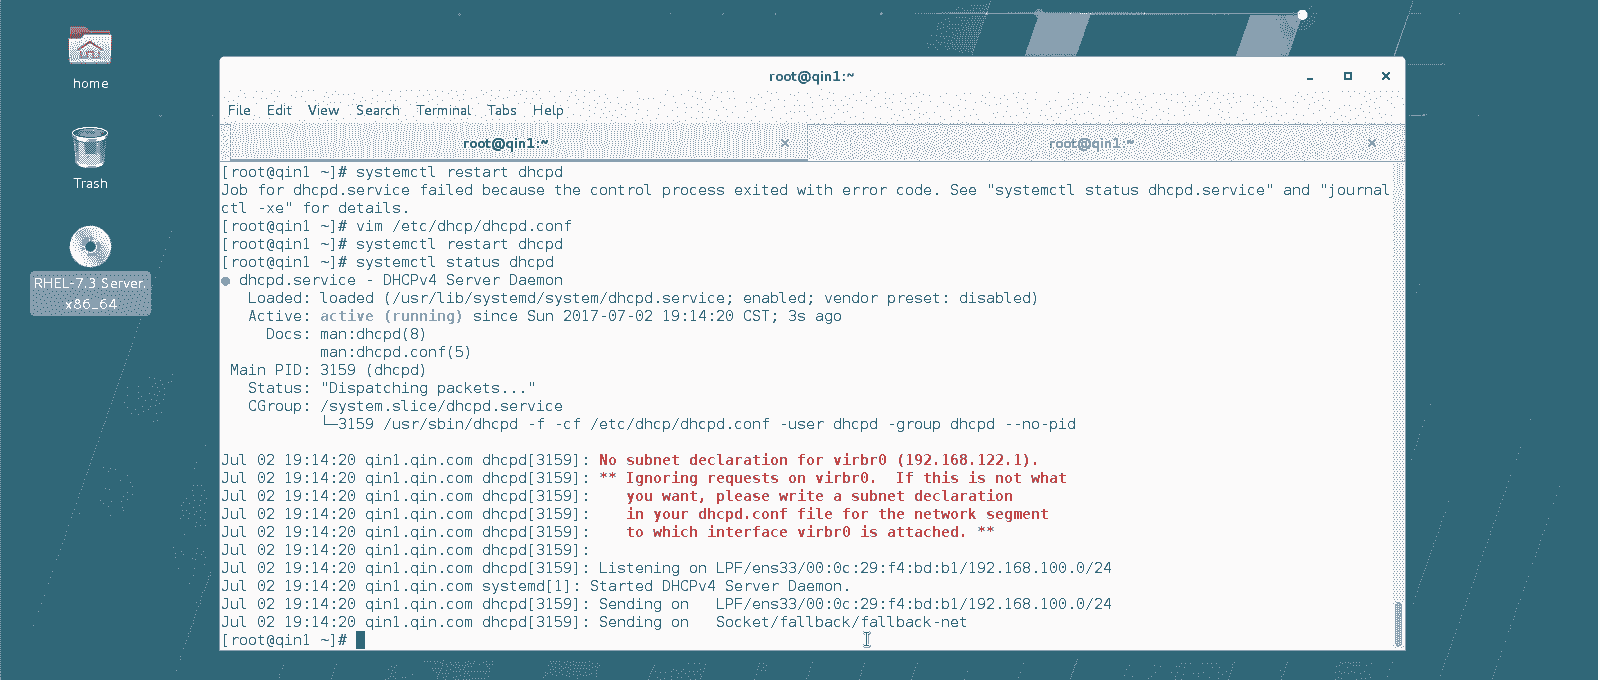 home
Trash
RHEL-7.3 Server.
x86_64
root@qin1:~
File Edit View Search Terminal Tabs Help
root@qin1:~ × root@qin1:~ ×
[root@qin1 ~]# systemctl restart dhcpd
Job for dhcpd.service failed because the control process exited with error code. See "systemctl status dhcpd.service" and "journal
ctl -xe" for details.
[root@qin1 ~]# vim /etc/dhcp/dhcpd.conf
[root@qin1 ~]# systemctl restart dhcpd
[root@qin1 ~]# systemctl status dhcpd
● dhcpd.service - DHCPv4 Server Daemon
   Loaded: loaded (/usr/lib/systemd/system/dhcpd.service; enabled; vendor preset: disabled)
   Active: active (running) since Sun 2017-07-02 19:14:20 CST; 3s ago
     Docs: man:dhcpd(8)
           man:dhcpd.conf(5)
 Main PID: 3159 (dhcpd)
   Status: "Dispatching packets..."
   CGroup: /system.slice/dhcpd.service
           └─3159 /usr/sbin/dhcpd -f -cf /etc/dhcp/dhcpd.conf -user dhcpd -group dhcpd --no-pid
Jul 02 19:14:20 qin1.qin.com dhcpd[3159]: No subnet declaration for virbr0 (192.168.122.1).
Jul 02 19:14:20 qin1.qin.com dhcpd[3159]: ** Ignoring requests on virbr0.  If this is not what
Jul 02 19:14:20 qin1.qin.com dhcpd[3159]:    you want, please write a subnet declaration
Jul 02 19:14:20 qin1.qin.com dhcpd[3159]:    in your dhcpd.conf file for the network segment
Jul 02 19:14:20 qin1.qin.com dhcpd[3159]:    to which interface virbr0 is attached. **
Jul 02 19:14:20 qin1.qin.com dhcpd[3159]:
Jul 02 19:14:20 qin1.qin.com dhcpd[3159]: Listening on LPF/ens33/00:0c:29:f4:bd:b1/192.168.100.0/24
Jul 02 19:14:20 qin1.qin.com systemd[1]: Started DHCPv4 Server Daemon.
Jul 02 19:14:20 qin1.qin.com dhcpd[3159]: Sending on   LPF/ens33/00:0c:29:f4:bd:b1/192.168.100.0/24
Jul 02 19:14:20 qin1.qin.com dhcpd[3159]: Sending on   Socket/fallback/fallback-net
[root@qin1 ~]#